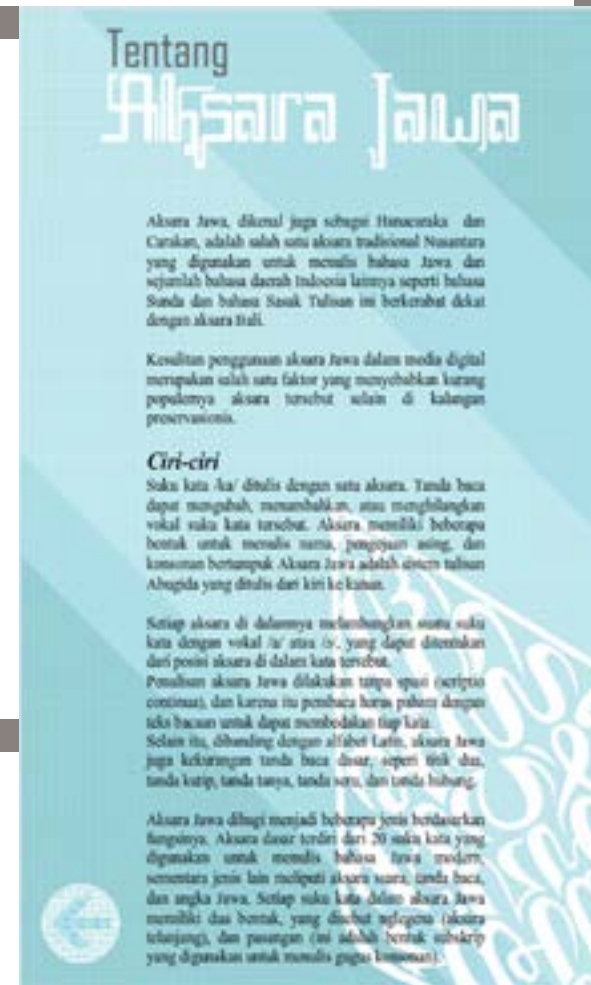 Tentang
Aksara Jawa
Aksara Jawa, dikenal juga sebagai Hanacaraka dan
Carakan, adalah salah satu aksara tradisional Nusantara
yang digunakan untuk menulis bahasa Jawa dan
sejumlah bahasa daerah Indoesia lainnya seperti bahasa
Sunda dan bahasa Sasak Tulisan ini berkerabat dekat
dengan aksara Bali.
Kesulitan penggunaan aksara Jawa dalam media digital
merupakan salah satu faktor yang menyebabkan kurang
populernya aksara tersebut selain di kalangan
preservasionis.
Ciri-ciri
Suku kata /ka/ ditulis dengan satu aksara. Tanda baca
dapat mengubah, menambahkan, atau menghilangkan
vokal suku kata tersebut. Aksara memiliki beberapa
bentuk untuk menulis nama, pengejaan asing, dan
konsonan bertumpuk Aksara Jawa adalah sistem tulisan
Abugida yang ditulis dari kiri ke kanan.
Setiap aksara di dalamnya melambangkan suatu suku
kata dengan vokal /a/ atau yang dapat ditentukan
dari posisi aksara di dalam kata tersebut.
Penulisan aksara Jawa dilakukan tanpa spasi (scriptio
continua), dan karena itu pembaca harus paham dengan
teks bacaan untuk dapat membedakan tiap kata.
Selain itu, dibanding dengan alfabet Latin, aksara Jawa
juga kekurangan tanda baca dasar, seperi titik dua,
tanda kutip, tanda tanya, tanda seru, dan tanda hubung.
Aksara Jawa dibagi menjadi beberapa jenis berdasarkan
fungsinya. Aksara dasar terdiri dari 20 suku kata yang
digunakan untuk menulis bahasa Jawa modern,
sementara jenis lain meliputi aksara suara, tanda baca,
dan angka Jawa. Setiap suku kata dalam aksara Jawa
memiliki dua bentuk, yang disebut nglegena (aksara
telanjang), dan pasangan (ini adalah bentuk subskrip
yang digunakan untuk menulis gugus konsonan).